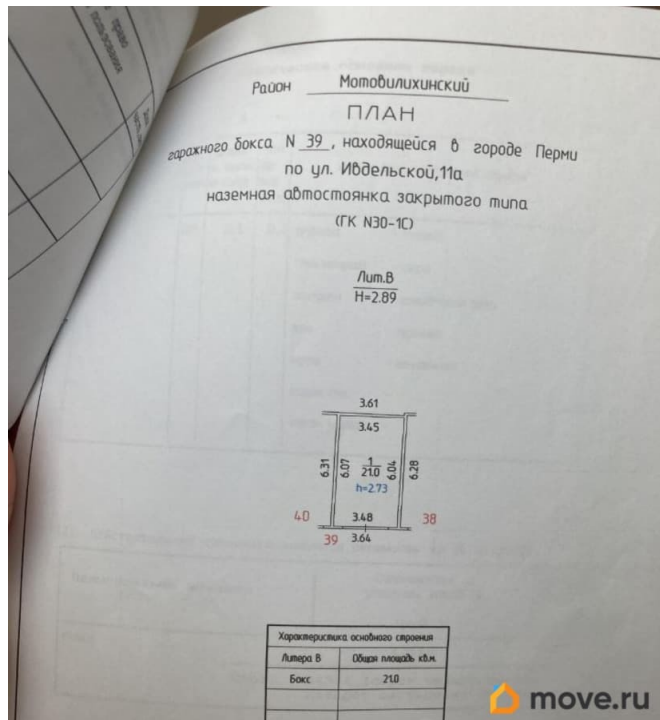 Район Мотовилихинский
ПЛАН
гаражного бокса N 39, находящейся в городе Перми
по ул. Ивдельской,11а
наземная автостоянка закрытого типа
(ГК N30-1С)
Лит.В
Н=2.89
3.61
3.45
6.31 6.07 1 6.04 6.28
21.0
h=2.73
40 3.48 38
39 3.64
Характеристика основного строения
Литера В Общая площадь кв.м.
Бокс 21.0
move.ru